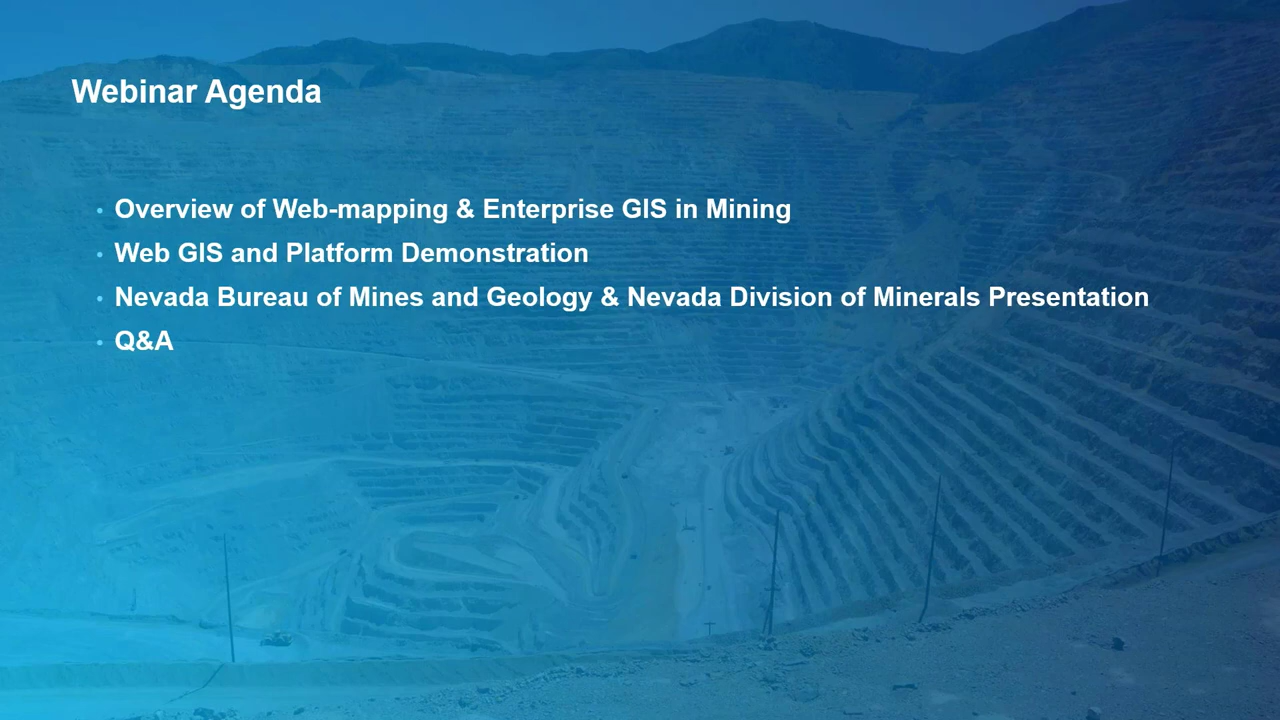 Webinar Agenda
Overview of Web-mapping & Enterprise GIS in Mining
Web GIS and Platform Demonstration
Nevada Bureau of Mines and Geology & Nevada Division of Minerals Presentation
Q&A